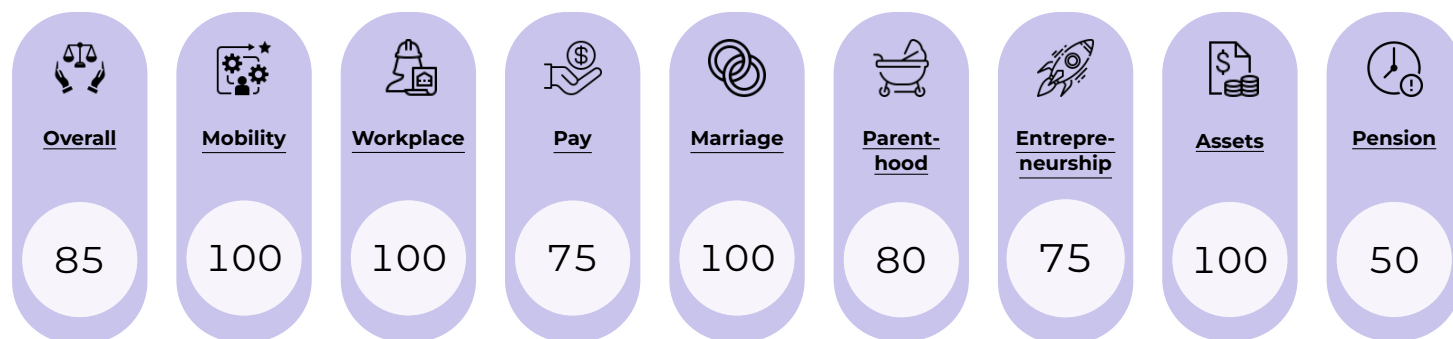 Overall
Mobility
Workplace
Pay
Marriage
Parent-
hood
Entrepre-
neurship
Assets
Pension
85
100
100
75
100
80
75
100
50